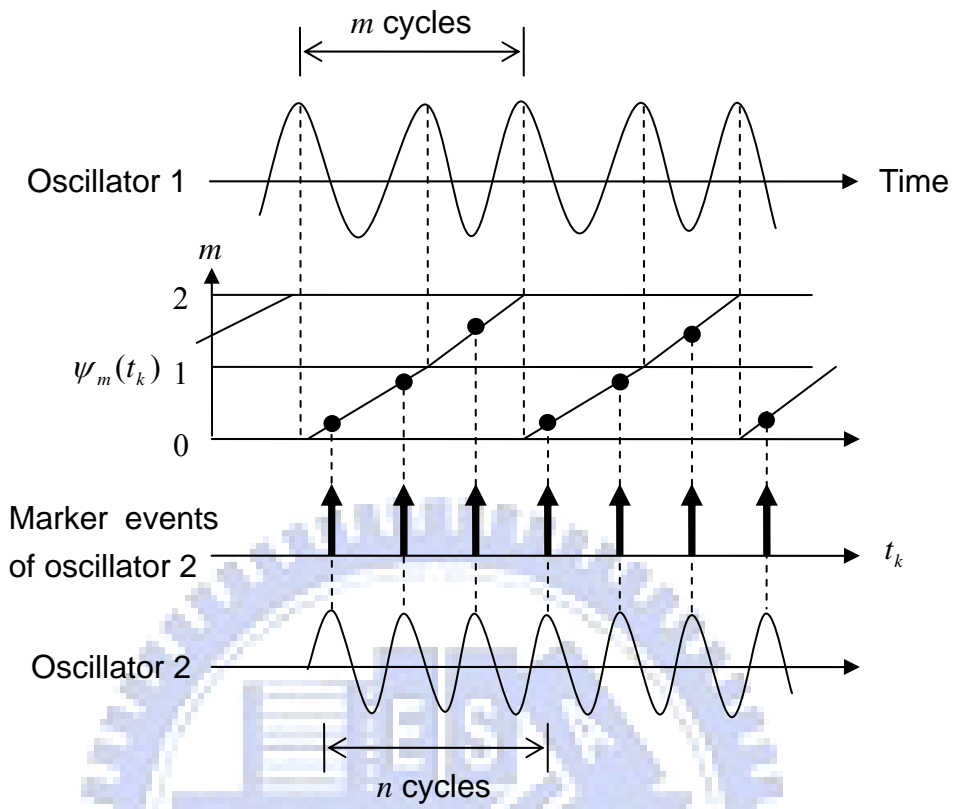 m cycles
Oscillator 1
Time
m
2
ψm(tk)
1
0
Marker events
of oscillator 2
tk
Oscillator 2
n cycles